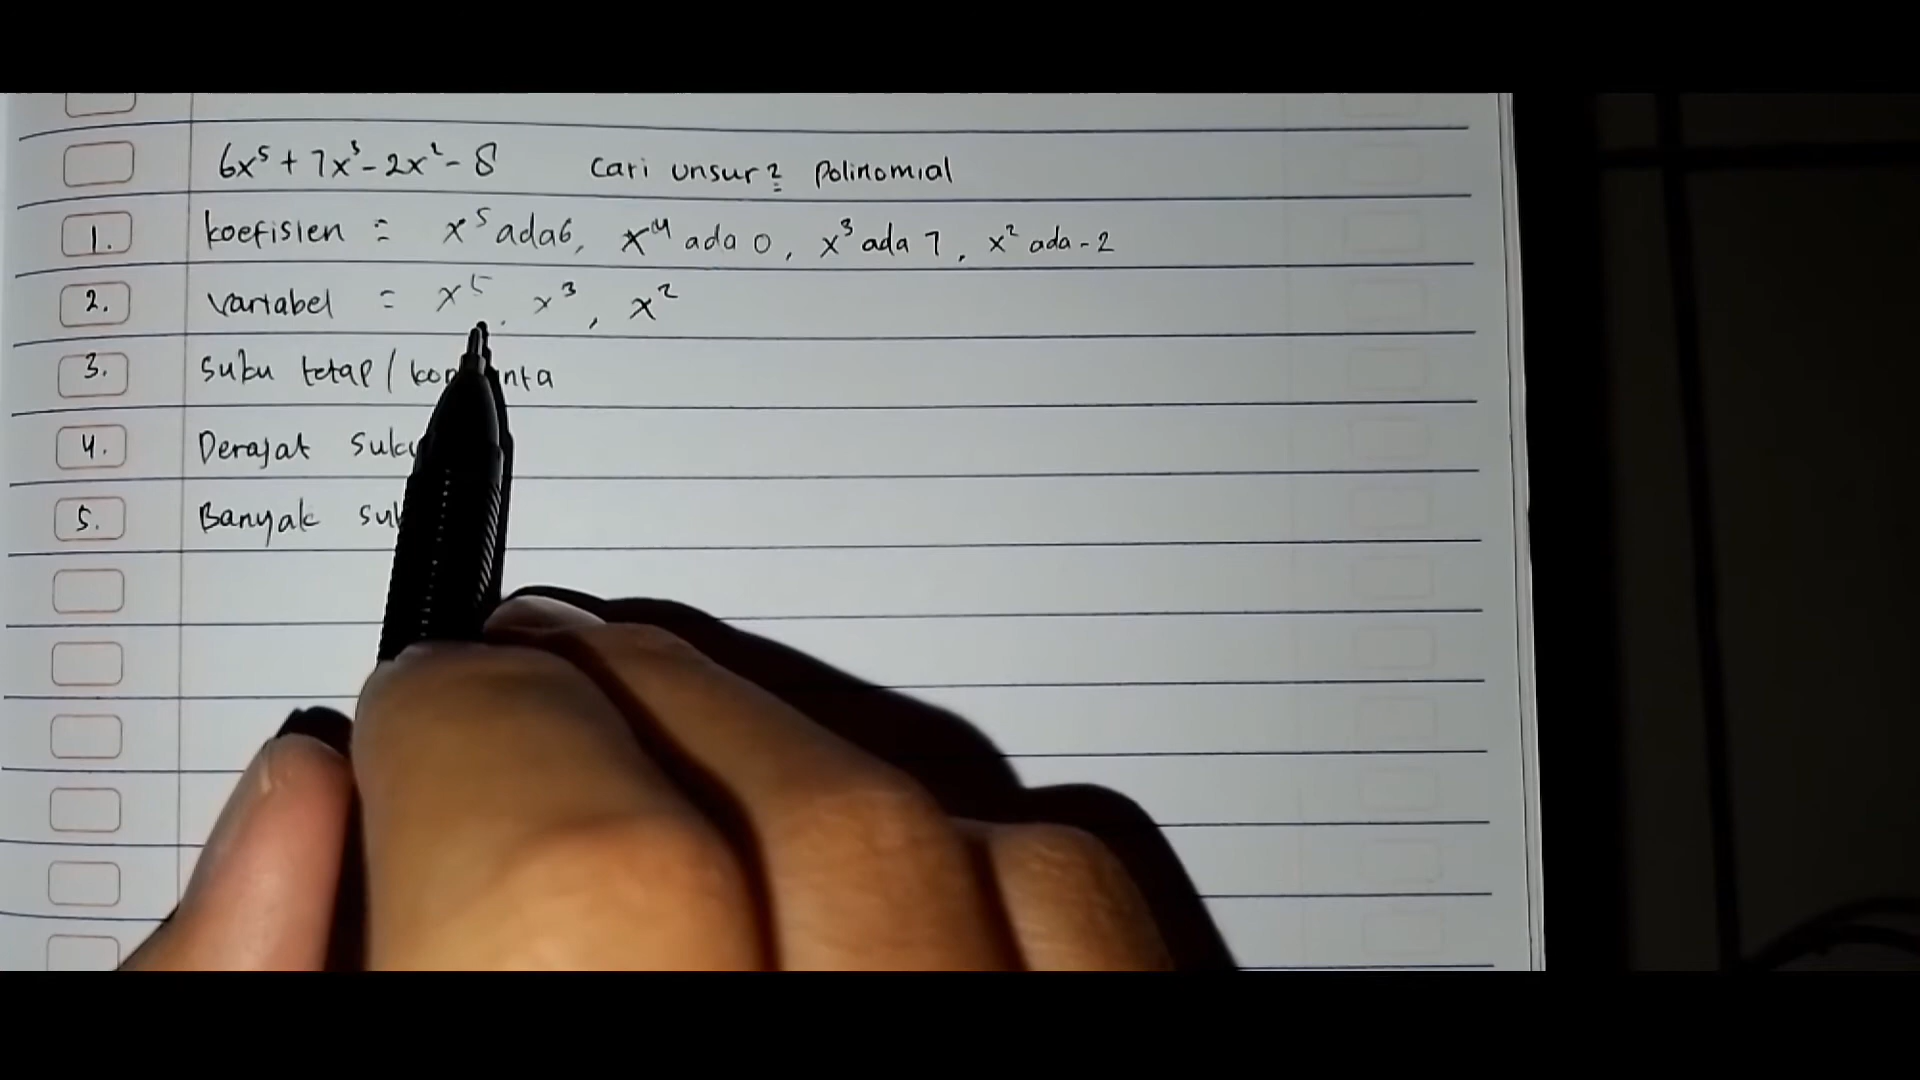 6x⁵ + 7x³ - 2x² - 8 Cari unsur2 Polinomial
1. Koefisien = x⁵ ada 6, x⁴ ada 0, x³ ada 7, x² ada -2
2. Variabel = x⁵, x³, x²
3. Suku tetap /
4. Derajat
5. Banyak